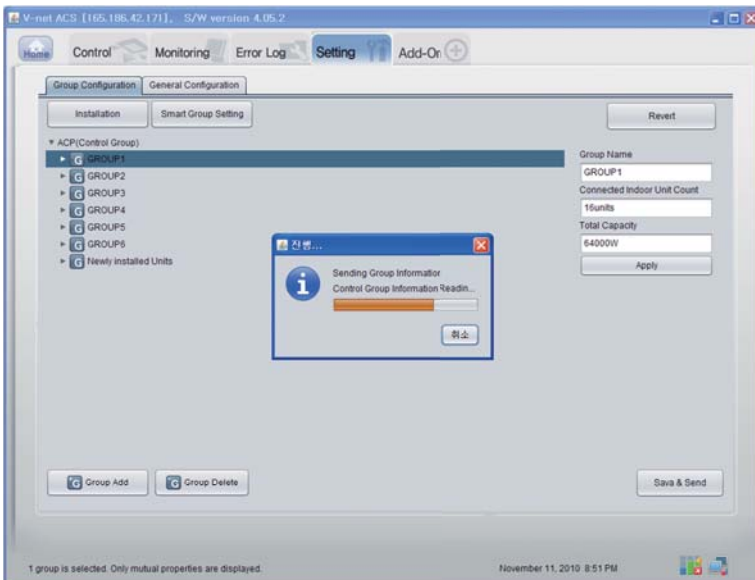 V-net ACS [165.186.42.171], S/W version 4.05.2
Home
Control
Monitoring
Error Log
Setting
Add-On
Group Configuration
General Configuration
Installation
Smart Group Setting
Revert
ACP(Control Group)
G GROUP1
G GROUP2
G GROUP3
G GROUP4
G GROUP5
G GROUP6
G Newly installed Units
Group Name
GROUP1
Connected Indoor Unit Count
16units
Total Capacity
64000W
Apply
진행...
Sending Group Information
Control Group Information Readin...
취소
G Group Add
G Group Delete
Sava & Send
1 group is selected. Only mutual properties are displayed.
November 11, 2010 8:51 PM